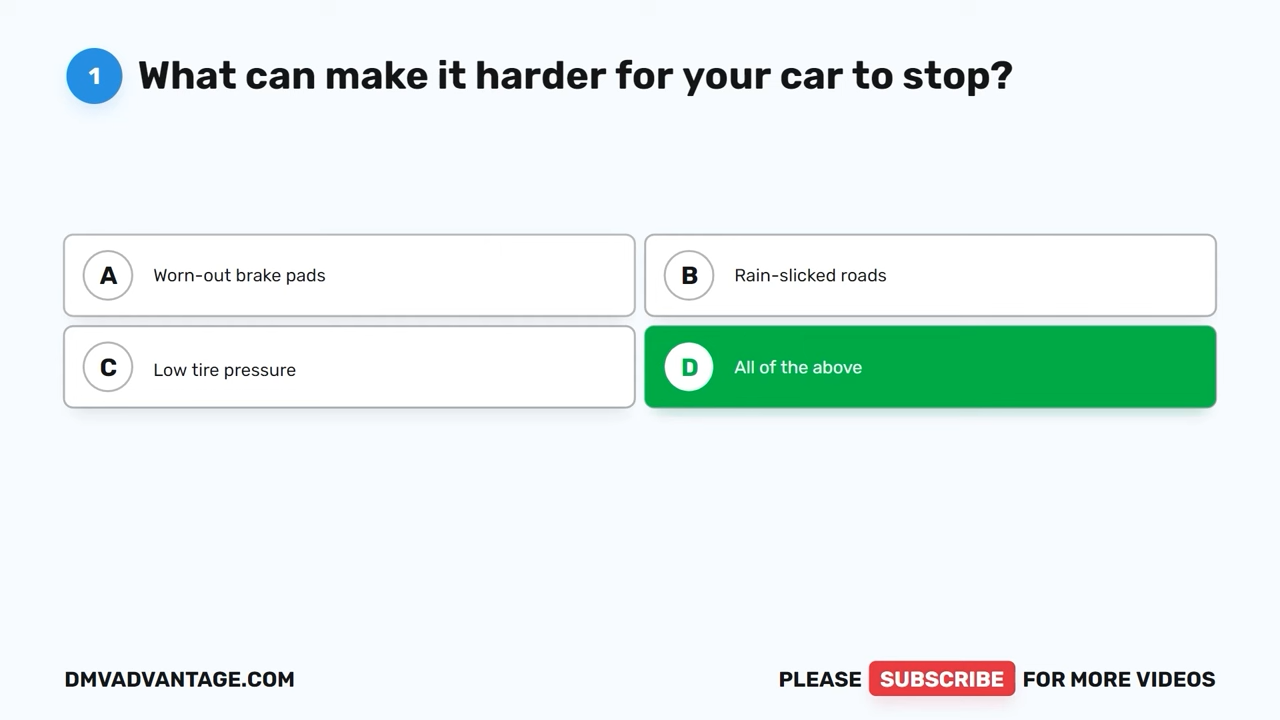 1 What can make it harder for your car to stop?
A Worn-out brake pads
B Rain-slicked roads
C Low tire pressure
D All of the above
DMVADVANTAGE.COM
PLEASE SUBSCRIBE FOR MORE VIDEOS